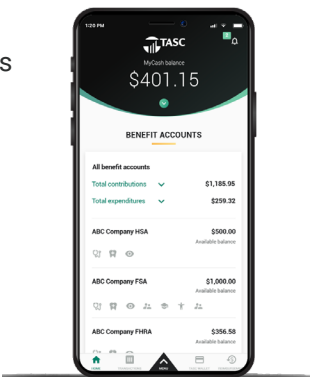 s
1:20 PM
TASC
MyCash balance
$401.15
BENEFIT ACCOUNTS
All benefit accounts
Total contributions $1,185.95
Total expenditures $259.32
ABC Company HSA $500.00
Available balance
ABC Company FSA $1,000.00
Available balance
ABC Company FHRA $356.58
Available balance
HOME
MENU